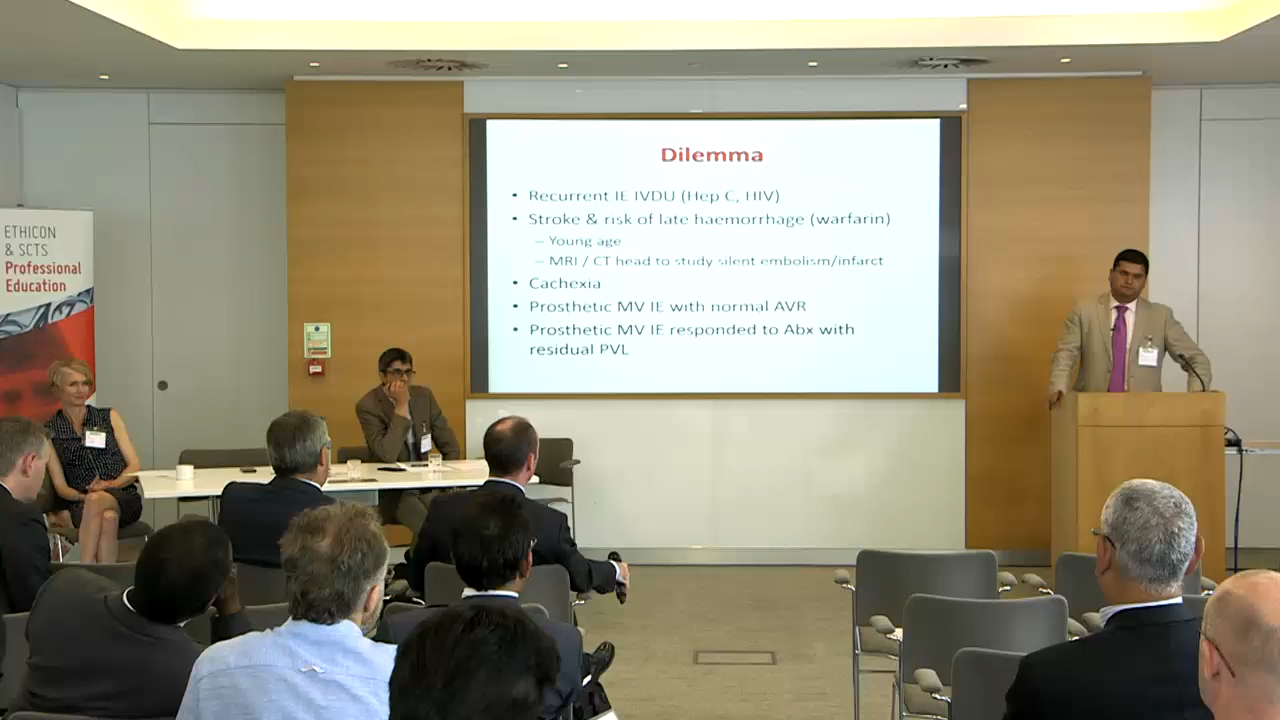 ETHICON
& SCTS
Professional
Education
Dilemma
• Recurrent IE IVDU (Hep C, HIV)
• Stroke & risk of late haemorrhage (warfarin)
– Young age
– MRI / CT head to study silent embolism/infarct
• Cachexia
• Prosthetic MV IE with normal AVR
• Prosthetic MV IE responded to Abx with
residual PVL